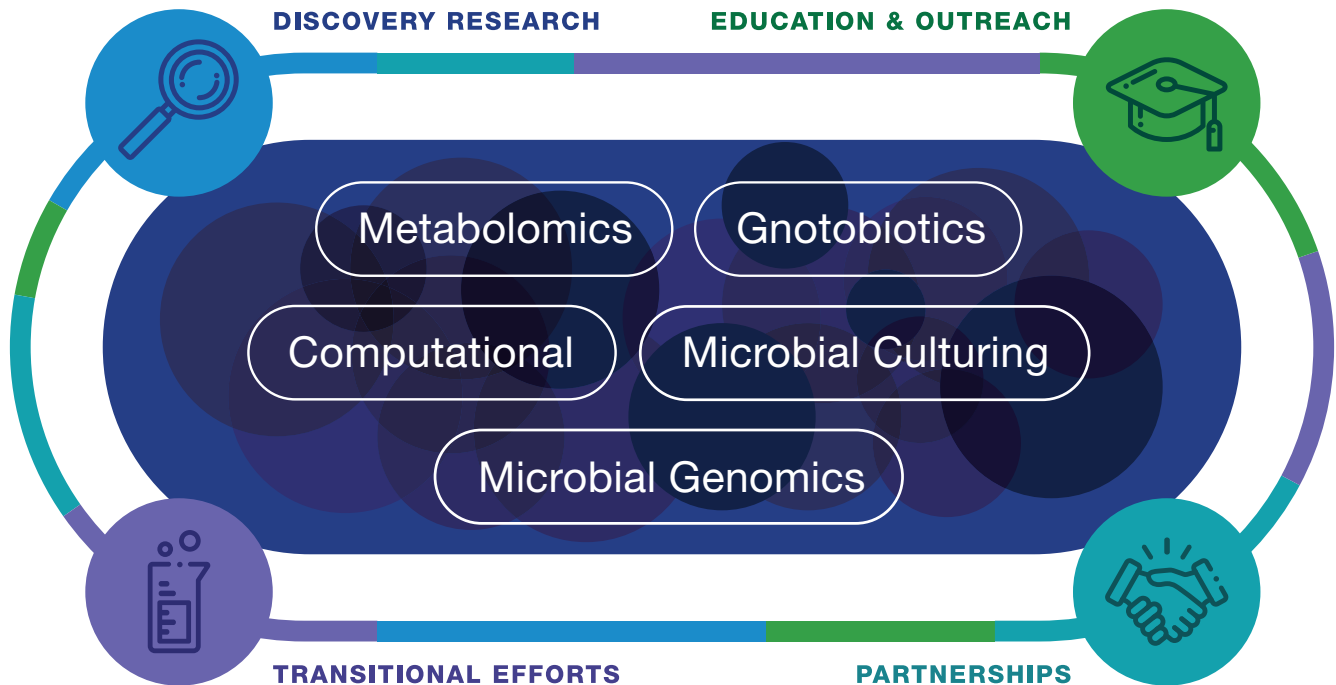 DISCOVERY RESEARCH
EDUCATION & OUTREACH
Metabolomics
Gnotobiotics
Computational
Microbial Culturing
Microbial Genomics
TRANSITIONAL EFFORTS
PARTNERSHIPS